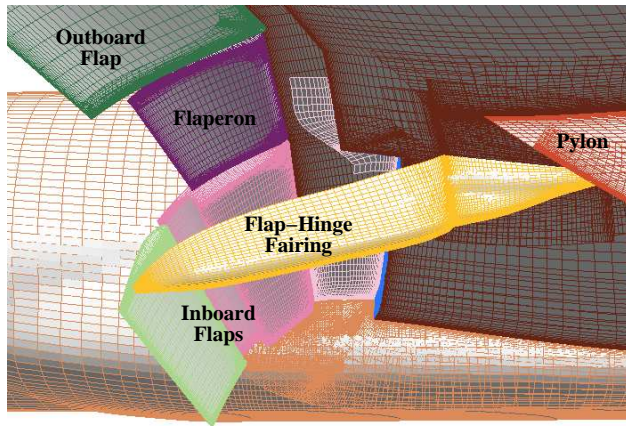 Outboard
Flap
Flaperon
Pylon
Flap–Hinge
Fairing
Inboard
Flaps